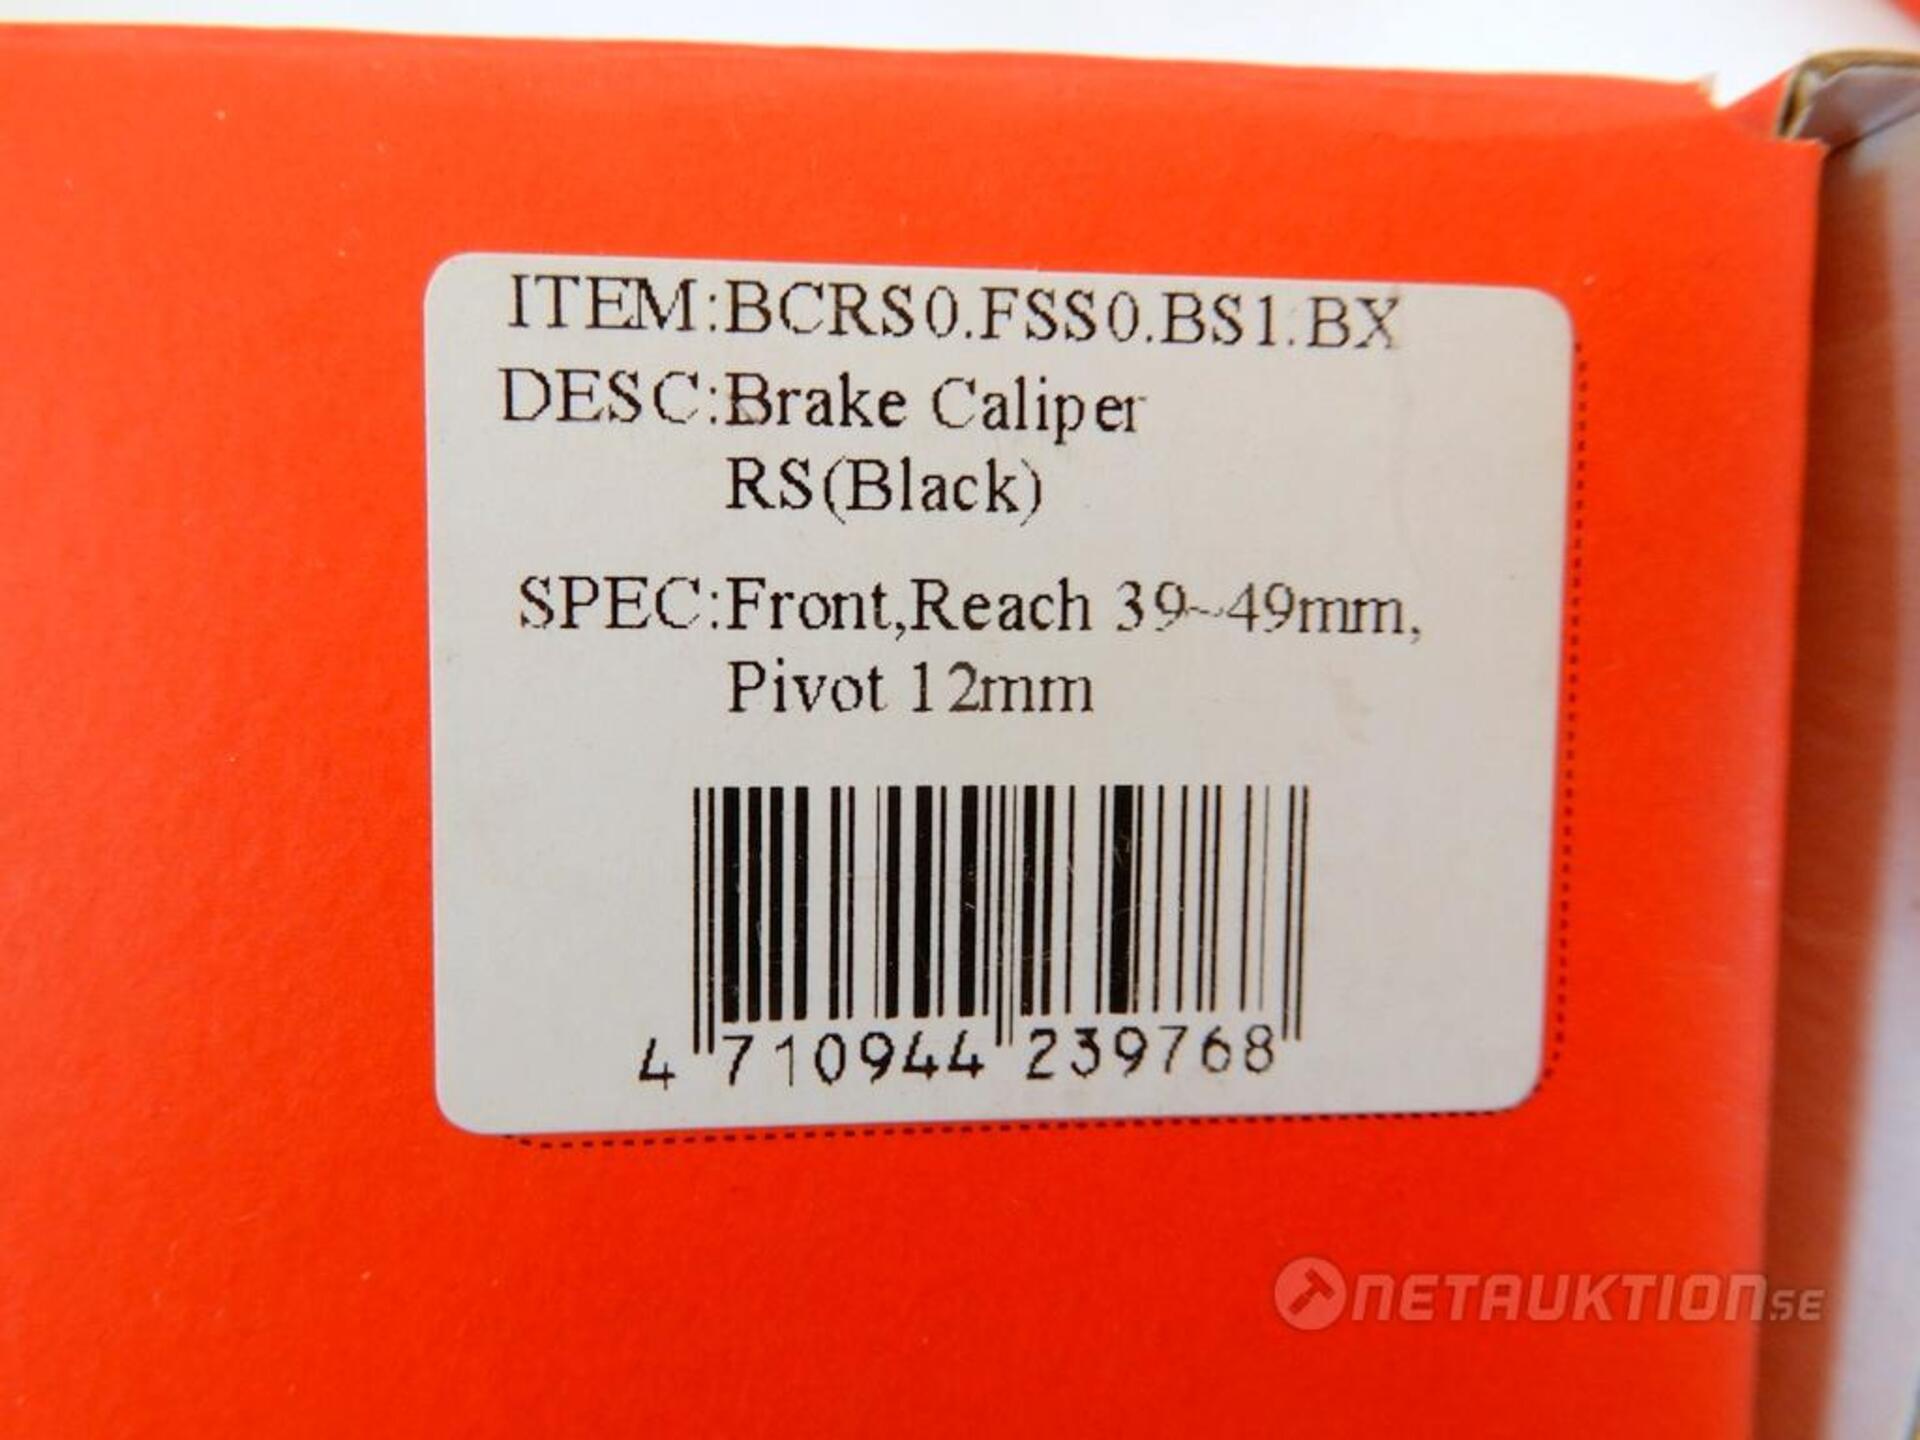 ITEM:BCRS0.FSS0.BS1.BX
DESC:Brake Caliper
RS(Black)
SPEC:Front,Reach 39~49mm,
Pivot 12mm
4 710944 239768
NETAUKTION.SE